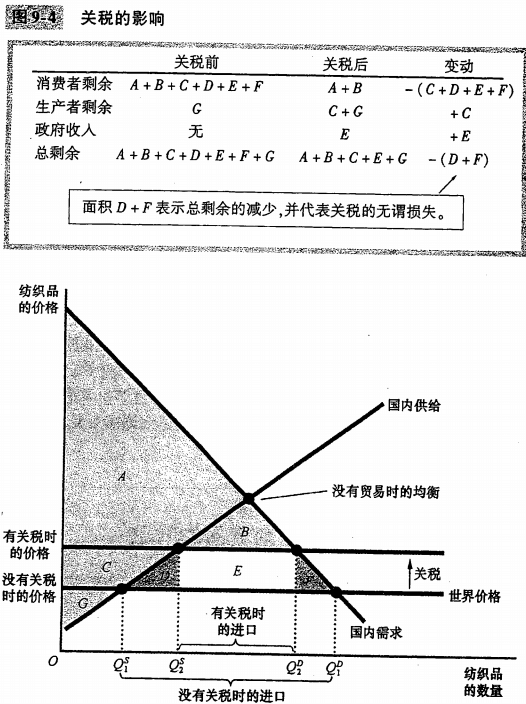 图9-4 关税的影响
关税前 关税后 变动
消费者剩余 A+B+C+D+E+F A+B -(C+D+E+F)
生产者剩余 G C+G +C
政府收入 无 E +E
总剩余 A+B+C+D+E+F+G A+B+C+E+G -(D+F)
面积D+F表示总剩余的减少,并代表关税的无谓损失。
纺织品
的价格
国内供给
A
没有贸易时的均衡
有关税时
的价格
B
C
D
E
F
关税
没有关税
时的价格
世界价格
G
有关税时
的进口
国内需求
O
Q₁ˢ
Q₂ˢ
Q₂ᴰ
Q₁ᴰ
纺织品
的数量
没有关税时的进口